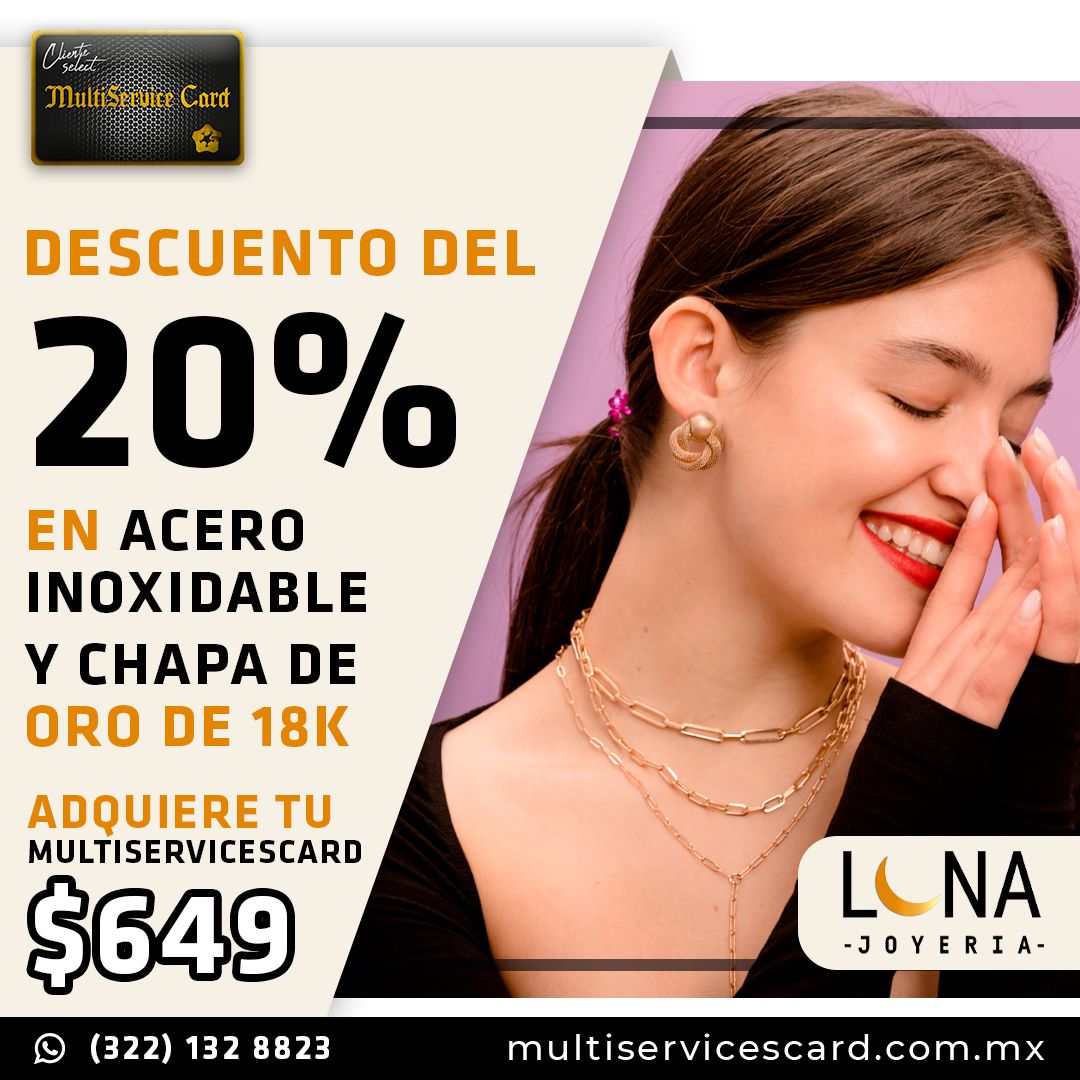 Cliente
select
MultiService Card
DESCUENTO DEL
20%
EN ACERO
INOXIDABLE
Y CHAPA DE
ORO DE 18K
ADQUIERE TU
MULTISERVICESCARD
$649
LUNA
-JOYERIA-
(322) 132 8823
multiservicescard.com.mx